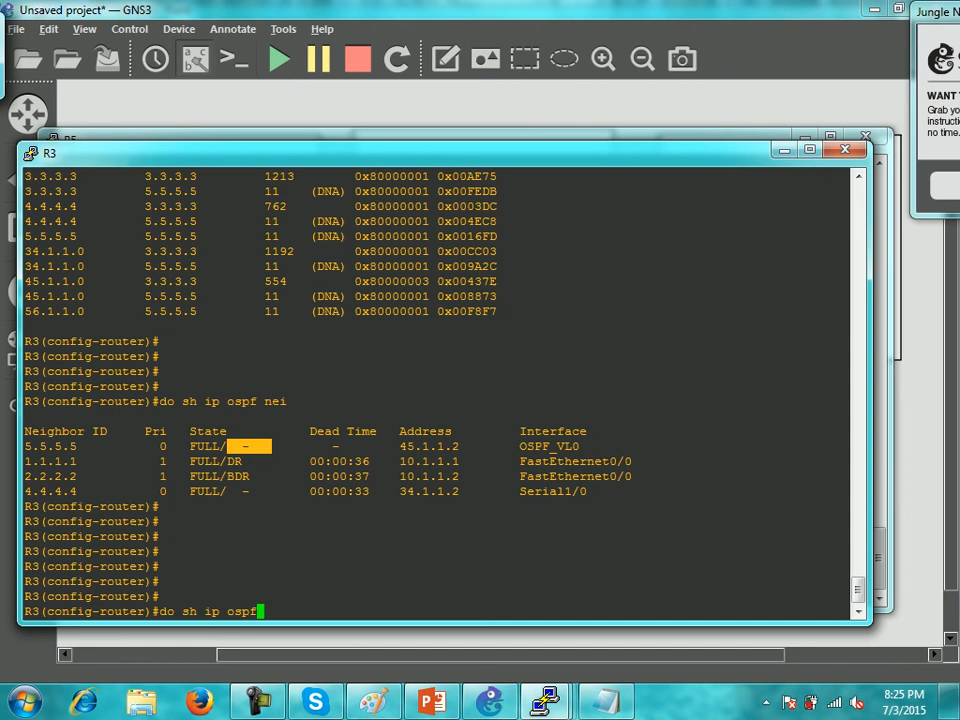 Unsaved project* — GNS3
Jungle N
File Edit View Control Device Annotate Tools Help
WANT
Grab yo
instructi
no time.
R5
R3
3.3.3.3 3.3.3.3 1213 0x80000001 0x00AE75
3.3.3.3 5.5.5.5 11 (DNA) 0x80000001 0x00FEDB
4.4.4.4 3.3.3.3 762 0x80000001 0x0003DC
4.4.4.4 5.5.5.5 11 (DNA) 0x80000001 0x004EC8
5.5.5.5 5.5.5.5 11 (DNA) 0x80000001 0x0016FD
34.1.1.0 3.3.3.3 1192 0x80000001 0x00CC03
34.1.1.0 5.5.5.5 11 (DNA) 0x80000001 0x009A2C
45.1.1.0 3.3.3.3 554 0x80000003 0x00437E
45.1.1.0 5.5.5.5 11 (DNA) 0x80000001 0x008873
56.1.1.0 5.5.5.5 11 (DNA) 0x80000001 0x00F8F7
R3(config-router)#
R3(config-router)#
R3(config-router)#
R3(config-router)#
R3(config-router)#do sh ip ospf nei
Neighbor ID Pri State Dead Time Address Interface
5.5.5.5 0 FULL/ - - 45.1.1.2 OSPF_VL0
1.1.1.1 1 FULL/DR 00:00:36 10.1.1.1 FastEthernet0/0
2.2.2.2 1 FULL/BDR 00:00:37 10.1.1.2 FastEthernet0/0
4.4.4.4 0 FULL/ - 00:00:33 34.1.1.2 Serial1/0
R3(config-router)#
R3(config-router)#
R3(config-router)#
R3(config-router)#
R3(config-router)#
R3(config-router)#
R3(config-router)#
R3(config-router)#do sh ip ospf
8:25 PM
7/3/2015